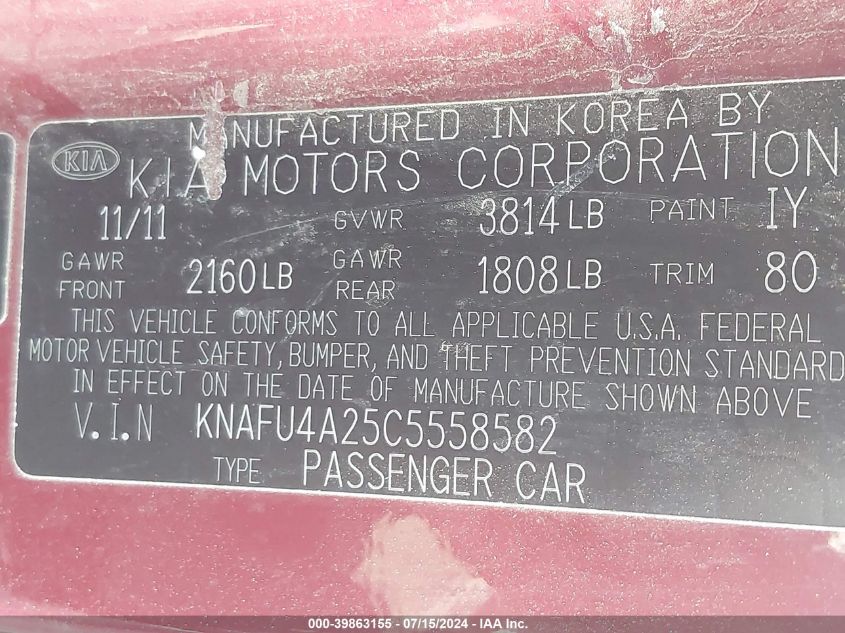 MANUFACTURED IN KOREA BY
KIA KIA MOTORS CORPORATION
11/11 GVWR 3814 LB PAINT IY
GAWR FRONT 2160 LB GAWR REAR 1808 LB TRIM 80
THIS VEHICLE CONFORMS TO ALL APPLICABLE U.S.A. FEDERAL
MOTOR VEHICLE SAFETY, BUMPER, AND THEFT PREVENTION STANDARD
IN EFFECT ON THE DATE OF MANUFACTURE SHOWN ABOVE
V.I.N KNAFU4A25C5558582
TYPE PASSENGER CAR
000-39863155 - 07/15/2024 - IAA Inc.